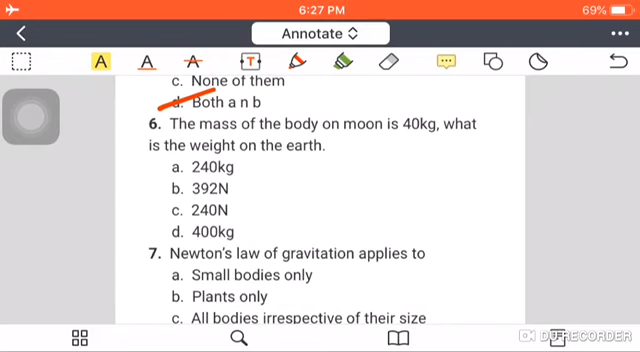 6:27 PM
69%
Annotate
A A A T
c. None of them
d. Both a n b
6. The mass of the body on moon is 40kg, what
is the weight on the earth.
a. 240kg
b. 392N
c. 240N
d. 400kg
7. Newton's law of gravitation applies to
a. Small bodies only
b. Plants only
c. All bodies irrespective of their size
DU RECORDER